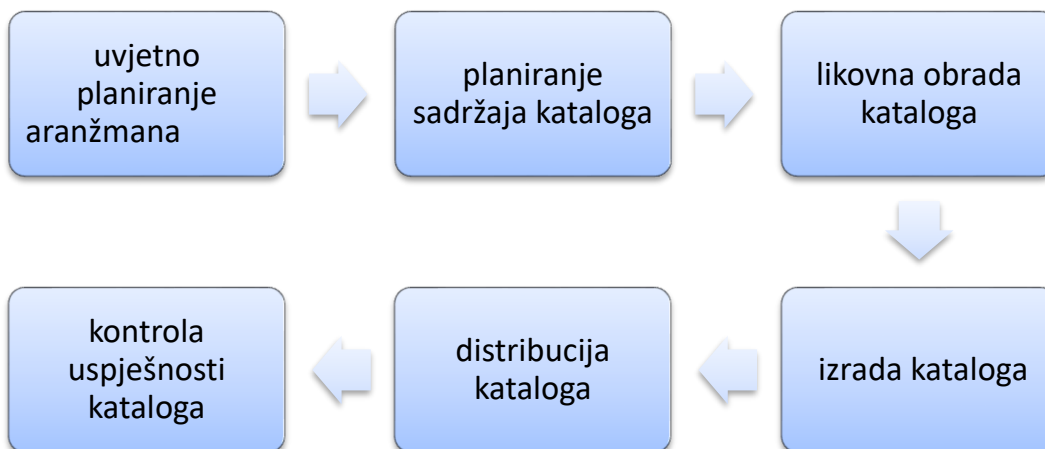 uvjetno
planiranje
aranžmana
planiranje
sadržaja kataloga
likovna obrada
kataloga
izrada kataloga
distribucija
kataloga
kontrola
uspješnosti
kataloga